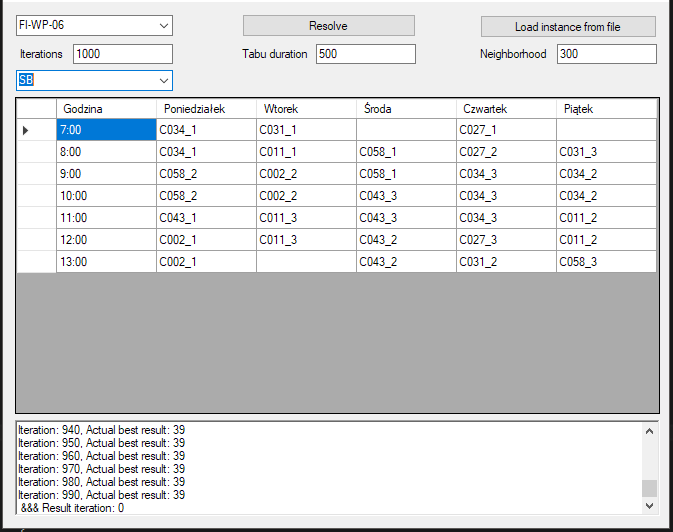 FI-WP-06 Resolve Load instance from file
Iterations 1000 Tabu duration 500 Neighborhood 300
SB
Godzina Poniedziałek Wtorek Środa Czwartek Piątek
7:00 C034_1 C031_1 C027_1
8:00 C034_1 C011_1 C058_1 C027_2 C031_3
9:00 C058_2 C002_2 C058_1 C034_3 C034_2
10:00 C058_2 C002_2 C043_3 C034_3 C034_2
11:00 C043_1 C011_3 C043_3 C034_3 C011_2
12:00 C002_1 C011_3 C043_2 C027_3 C011_2
13:00 C002_1 C043_2 C031_2 C058_3
Iteration: 940, Actual best result: 39
Iteration: 950, Actual best result: 39
Iteration: 960, Actual best result: 39
Iteration: 970, Actual best result: 39
Iteration: 980, Actual best result: 39
Iteration: 990, Actual best result: 39
&&& Result iteration: 0